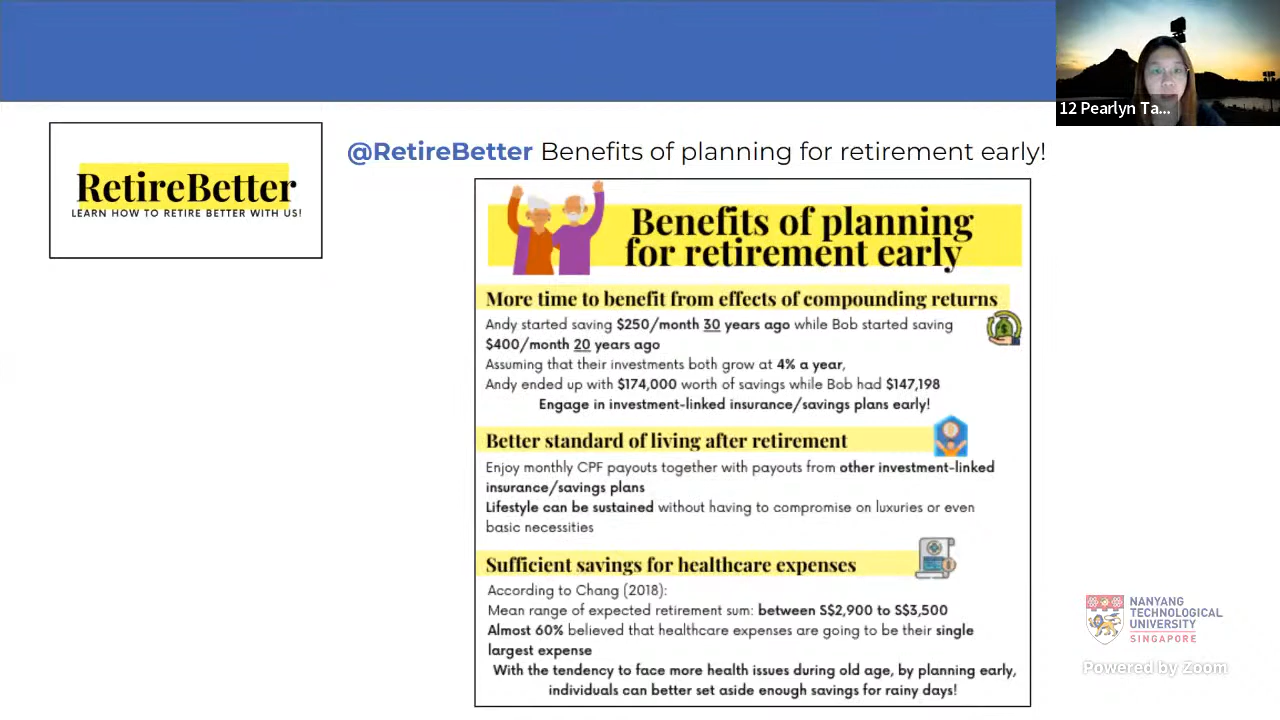 12 Pearlyn Ta...
RetireBetter
LEARN HOW TO RETIRE BETTER WITH US!
@RetireBetter Benefits of planning for retirement early!
Benefits of planning
for retirement early
More time to benefit from effects of compounding returns
Andy started saving $250/month 30 years ago while Bob started saving
$400/month 20 years ago
Assuming that their investments both grow at 4% a year,
Andy ended up with $174,000 worth of savings while Bob had $147,198
Engage in investment-linked insurance/savings plans early!
Better standard of living after retirement
Enjoy monthly CPF payouts together with payouts from other investment-linked
insurance/savings plans
Lifestyle can be sustained without having to compromise on luxuries or even
basic necessities
Sufficient savings for healthcare expenses
According to Chang (2018):
Mean range of expected retirement sum: between S$2,900 to S$3,500
Almost 60% believed that healthcare expenses are going to be their single
largest expense
With the tendency to face more health issues during old age, by planning early,
individuals can better set aside enough savings for rainy days!
NANYANG
TECHNOLOGICAL
UNIVERSITY
SINGAPORE
Powered by Zoom